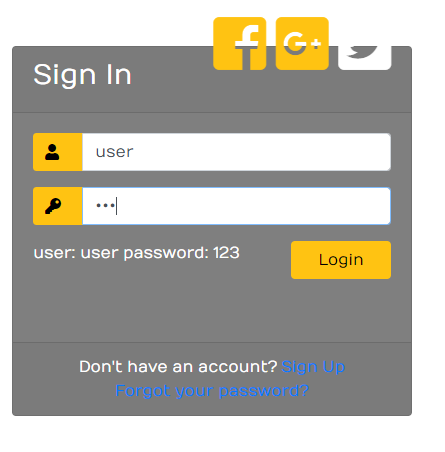 Sign In
user
•••
user: user password: 123
Login
Don't have an account? Sign Up
Forgot your password?